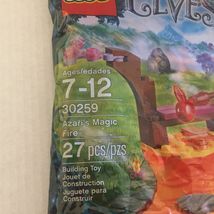 LEGO
ELVES
Ages/edades
7-12
30259
Azari's Magic
Fire
27 pcs/pzs
Building Toy
Jouet de
Construction
Juguete para
Construir